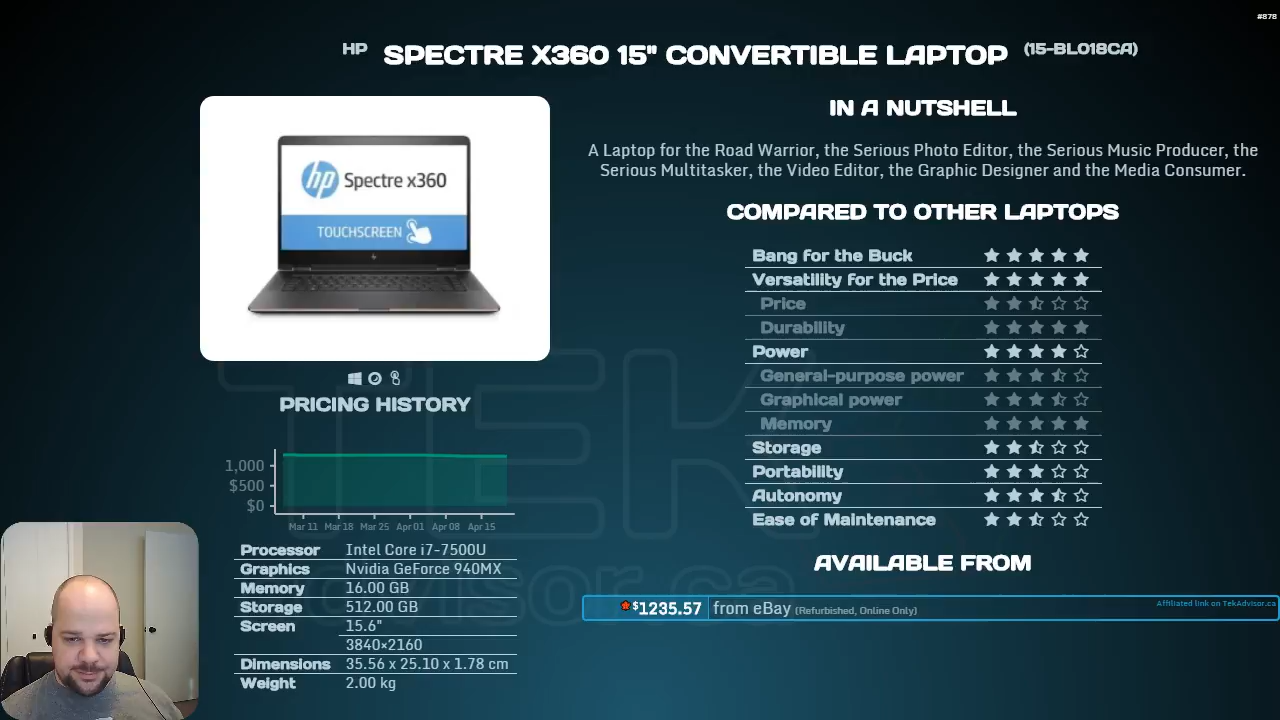 #878
HP SPECTRE X360 15" CONVERTIBLE LAPTOP (15-BL018CA)
hp Spectre x360
TOUCHSCREEN
PRICING HISTORY
1,000
$500
$0
Mar 11 Mar 18 Mar 25 Apr 01 Apr 08 Apr 15
Processor Intel Core i7-7500U
Graphics Nvidia GeForce 940MX
Memory 16.00 GB
Storage 512.00 GB
Screen 15.6"
3840×2160
Dimensions 35.56 x 25.10 x 1.78 cm
Weight 2.00 kg
IN A NUTSHELL
A Laptop for the Road Warrior, the Serious Photo Editor, the Serious Music Producer, the
Serious Multitasker, the Video Editor, the Graphic Designer and the Media Consumer.
COMPARED TO OTHER LAPTOPS
Bang for the Buck
Versatility for the Price
Price
Durability
Power
General-purpose power
Graphical power
Memory
Storage
Portability
Autonomy
Ease of Maintenance
AVAILABLE FROM
$1235.57 from eBay (Refurbished, Online Only)
Affiliated link on TekAdvisor.ca
TEK
advisor.ca